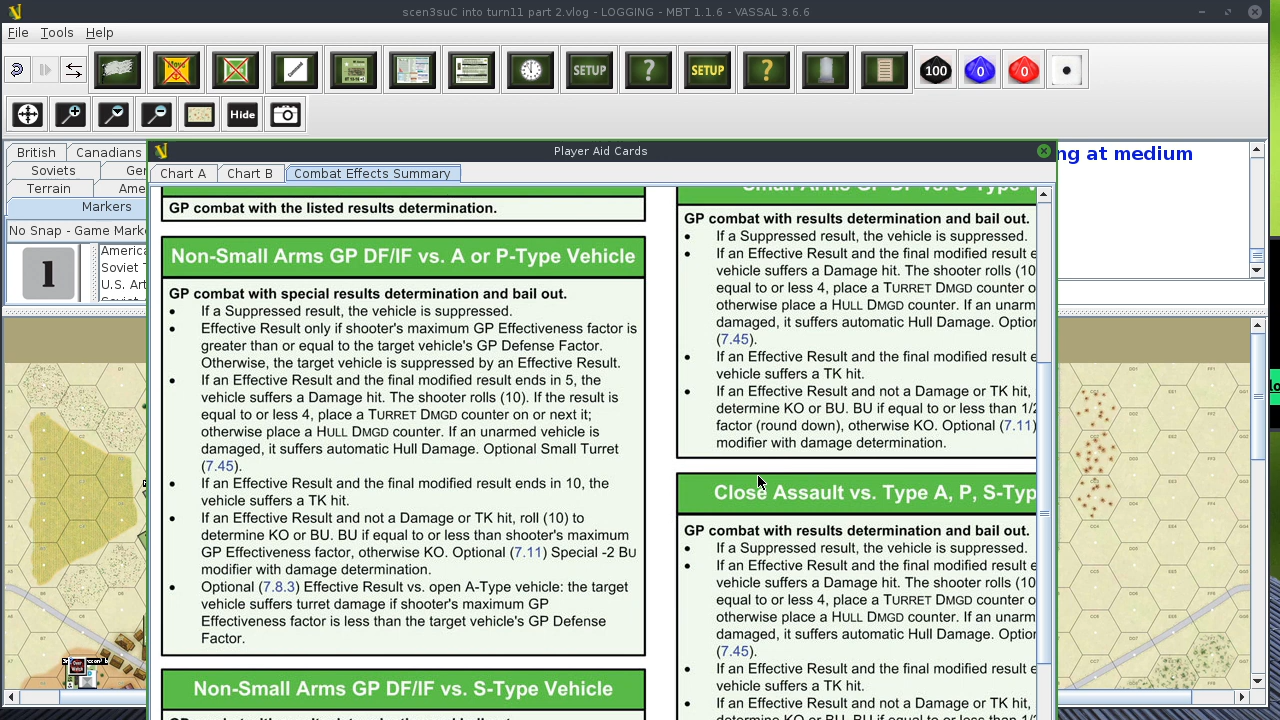 scen3suC into turn11 part 2.vlog - LOGGING - MBT 1.1.6 - VASSAL 3.6.6
File Tools Help
SETUP ? SETUP ? 100 0 0
Hide
British Canadians
Soviets Ger
Terrain Ame
Markers
No Snap - Game Marke
1
America
Soviet T
U.S. Art
ng at medium
Player Aid Cards
Chart A Chart B Combat Effects Summary
GP combat with the listed results determination.
Non-Small Arms GP DF/IF vs. A or P-Type Vehicle
GP combat with special results determination and bail out.
• If a Suppressed result, the vehicle is suppressed.
• Effective Result only if shooter's maximum GP Effectiveness factor is
greater than or equal to the target vehicle's GP Defense Factor.
Otherwise, the target vehicle is suppressed by an Effective Result.
• If an Effective Result and the final modified result ends in 5, the
vehicle suffers a Damage hit. The shooter rolls (10). If the result is
equal to or less 4, place a TURRET DMGD counter on or next it;
otherwise place a HULL DMGD counter. If an unarmed vehicle is
damaged, it suffers automatic Hull Damage. Optional Small Turret
(7.45).
• If an Effective Result and the final modified result ends in 10, the
vehicle suffers a TK hit.
• If an Effective Result and not a Damage or TK hit, roll (10) to
determine KO or BU. BU if equal to or less than shooter's maximum
GP Effectiveness factor, otherwise KO. Optional (7.11) Special -2 BU
modifier with damage determination.
• Optional (7.8.3) Effective Result vs. open A-Type vehicle: the target
vehicle suffers turret damage if shooter's maximum GP
Effectiveness factor is less than the target vehicle's GP Defense
Factor.
Non-Small Arms GP DF/IF vs. S-Type Vehicle
Small Arms GP DF vs. S-Type V
GP combat with results determination and bail out.
• If a Suppressed result, the vehicle is suppressed.
• If an Effective Result and the final modified result e
vehicle suffers a Damage hit. The shooter rolls (10
equal to or less 4, place a TURRET DMGD counter o
otherwise place a HULL DMGD counter. If an unarm
damaged, it suffers automatic Hull Damage. Option
(7.45).
• If an Effective Result and the final modified result e
vehicle suffers a TK hit.
• If an Effective Result and not a Damage or TK hit,
determine KO or BU. BU if equal to or less than 1/2
factor (round down), otherwise KO. Optional (7.11)
modifier with damage determination.
Close Assault vs. Type A, P, S-Typ
GP combat with results determination and bail out.
• If a Suppressed result, the vehicle is suppressed.
• If an Effective Result and the final modified result e
vehicle suffers a Damage hit. The shooter rolls (10
equal to or less 4, place a TURRET DMGD counter o
otherwise place a HULL DMGD counter. If an unarm
damaged, it suffers automatic Hull Damage. Option
(7.45).
• If an Effective Result and the final modified result e
vehicle suffers a TK hit.
• If an Effective Result and not a Damage or TK hit,